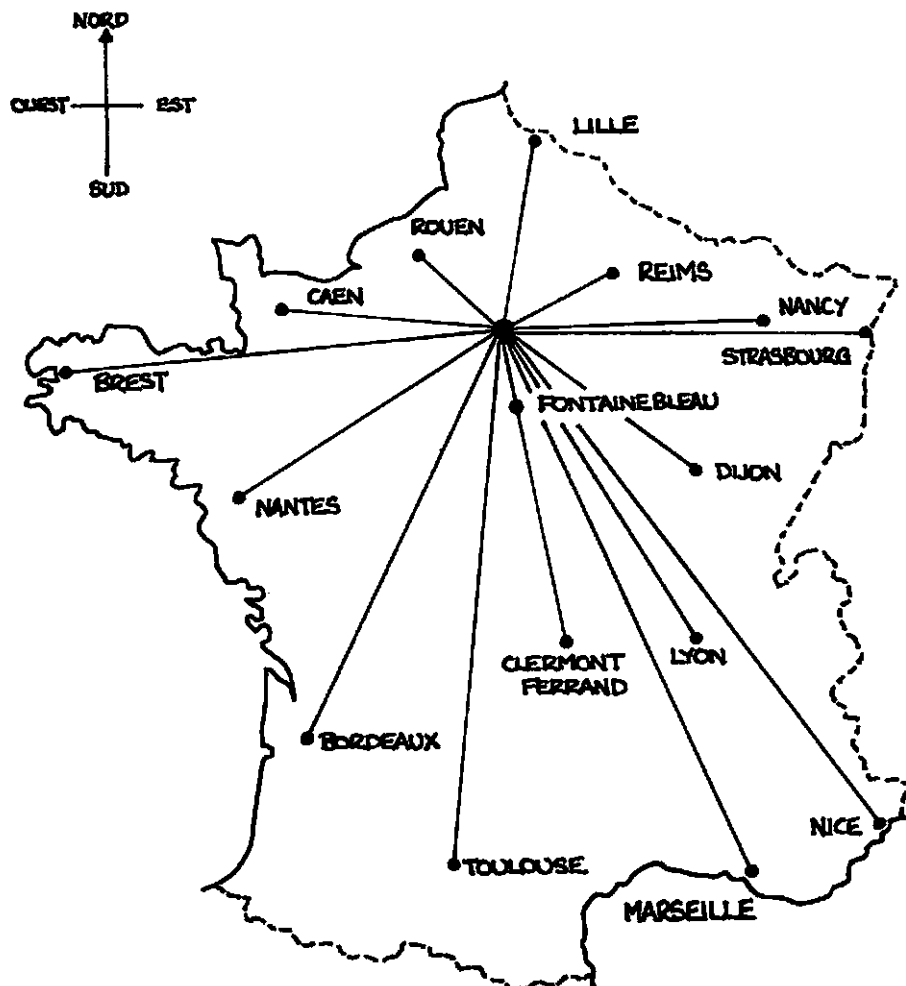 NORD
OUEST
EST
SUD
LILLE
ROUEN
REIMS
CAEN
NANCY
STRASBOURG
BREST
FONTAINEBLEAU
DIJON
NANTES
CLERMONT
FERRAND
LYON
BORDEAUX
NICE
TOULOUSE
MARSEILLE